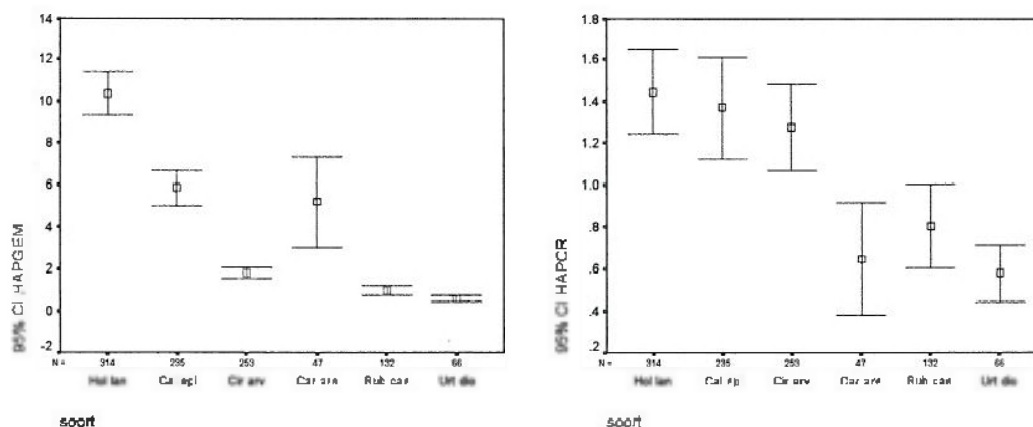 14
12
10
8
6
4
2
0
-2
95% CI HAPGEM
N = 314 295 253 47 132 66
Hol lan Cal epi Cir arv Car are Rub cae Urt dio
soort
1.8
1.6
1.4
1.2
1.0
.8
.6
.4
.2
95% CI HAPCR
N = 314 295 253 47 132 66
Hol lan Cal ep Cir arv Car are Rub cae Urt dio
soort